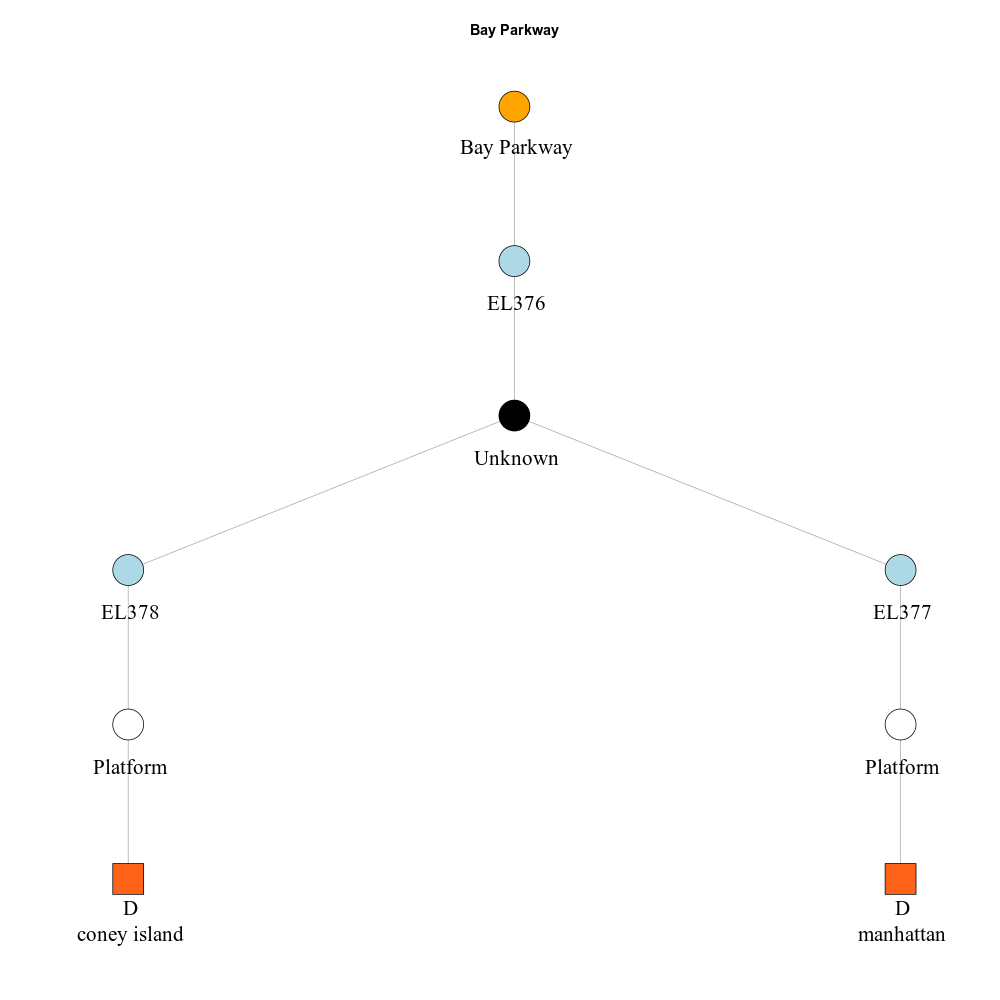 Bay Parkway
Bay Parkway
EL376
Unknown
EL378
EL377
Platform
Platform
D
coney island
D
manhattan